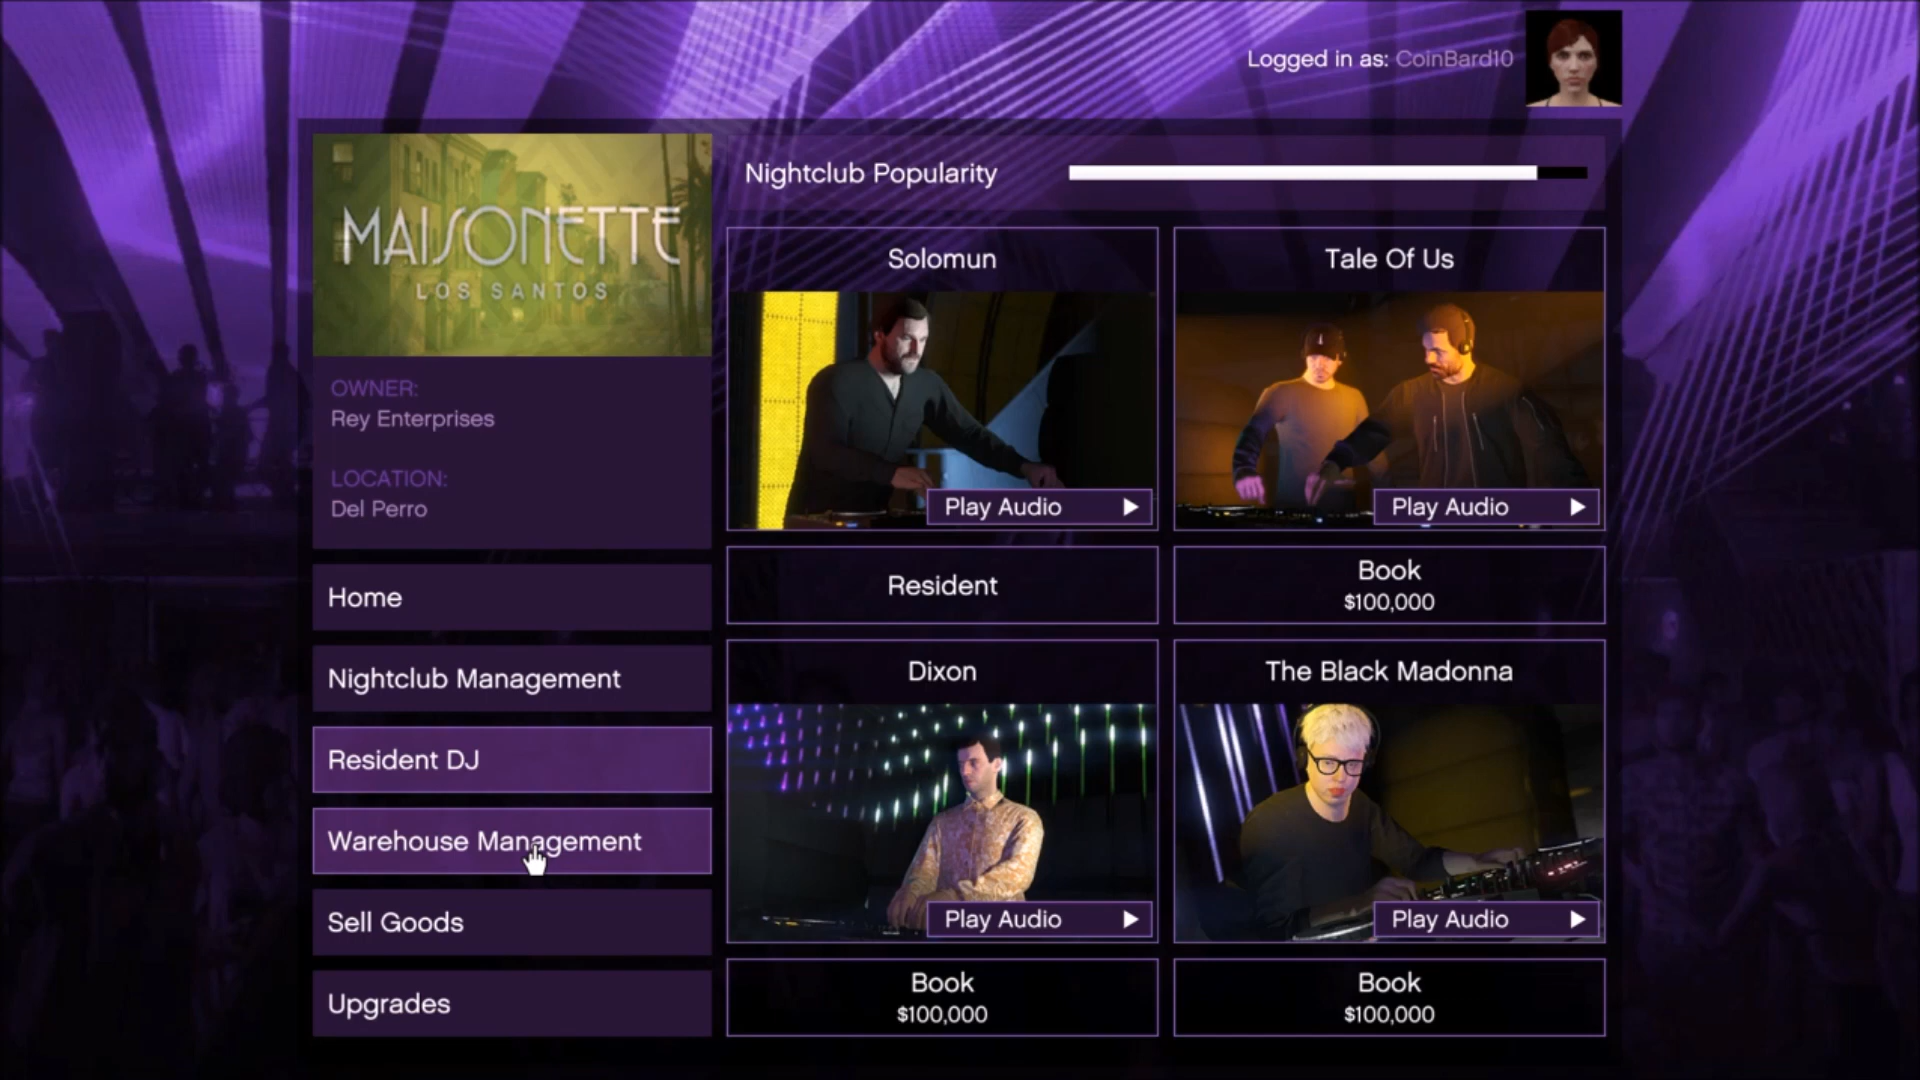 Logged in as: CoinBard10
MAISONETTE
LOS SANTOS
OWNER:
Rey Enterprises
LOCATION:
Del Perro
Home
Nightclub Management
Resident DJ
Warehouse Management
Sell Goods
Upgrades
Nightclub Popularity
Solomun
Play Audio
Resident
Tale Of Us
Play Audio
Book
$100,000
Dixon
Play Audio
Book
$100,000
The Black Madonna
Play Audio
Book
$100,000